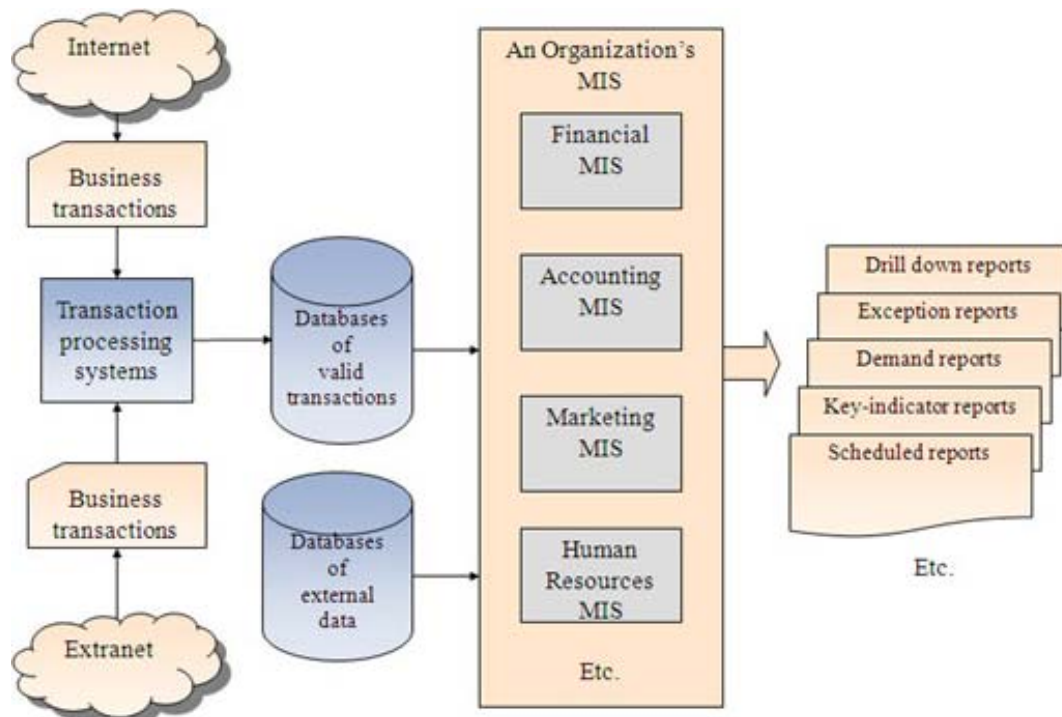 Internet
Business
transactions
Transaction
processing
systems
Business
transactions
Extranet
Databases
of
valid
transactions
Databases
of
external
data
An Organization's
MIS
Financial
MIS
Accounting
MIS
Marketing
MIS
Human
Resources
MIS
Etc.
Drill down reports
Exception reports
Demand reports
Key-indicator reports
Scheduled reports
Etc.